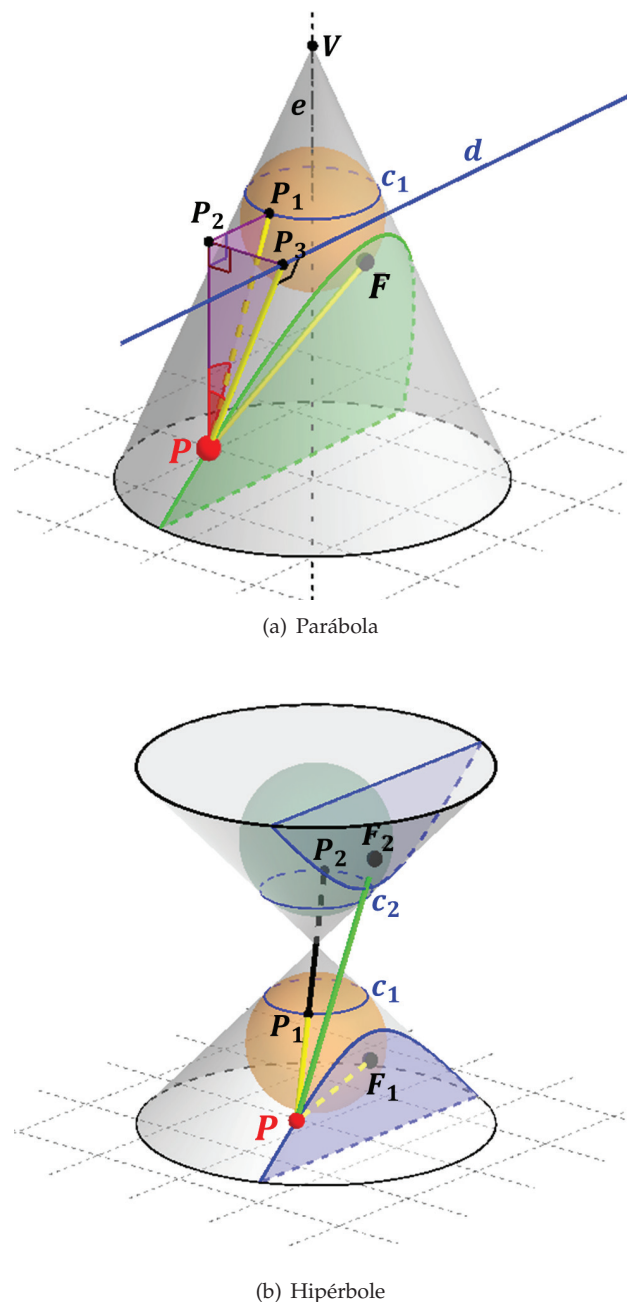 V
e
d
c₁
P₁
P₂
P₃
F
P
(a) Parábola
F₂
P₂
c₂
c₁
P₁
F₁
P
(b) Hipérbole